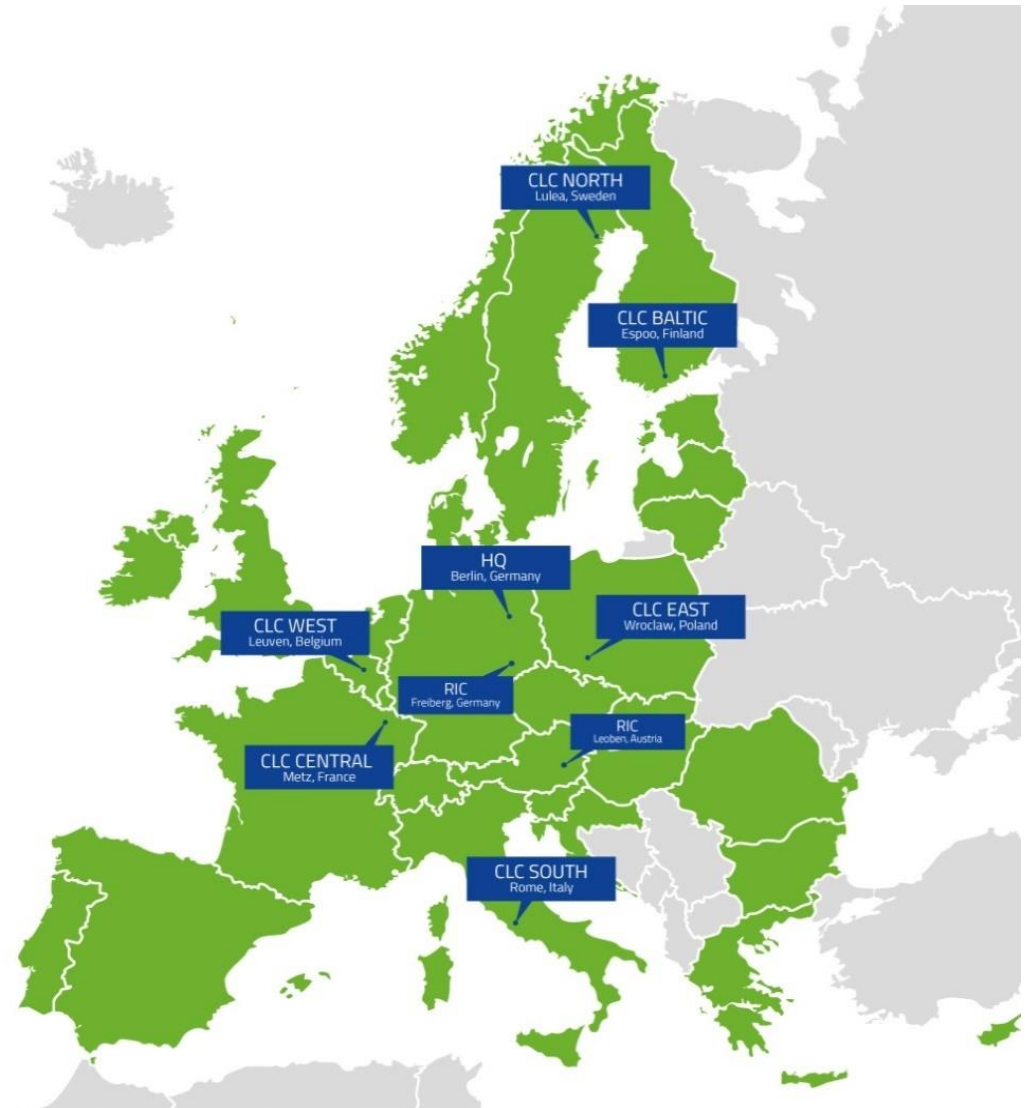 CLC NORTH
Lulea, Sweden
CLC BALTIC
Espoo, Finland
HQ
Berlin, Germany
CLC EAST
Wroclaw, Poland
CLC WEST
Leuven, Belgium
RIC
Freiberg, Germany
RIC
Leoben, Austria
CLC CENTRAL
Metz, France
CLC SOUTH
Rome, Italy